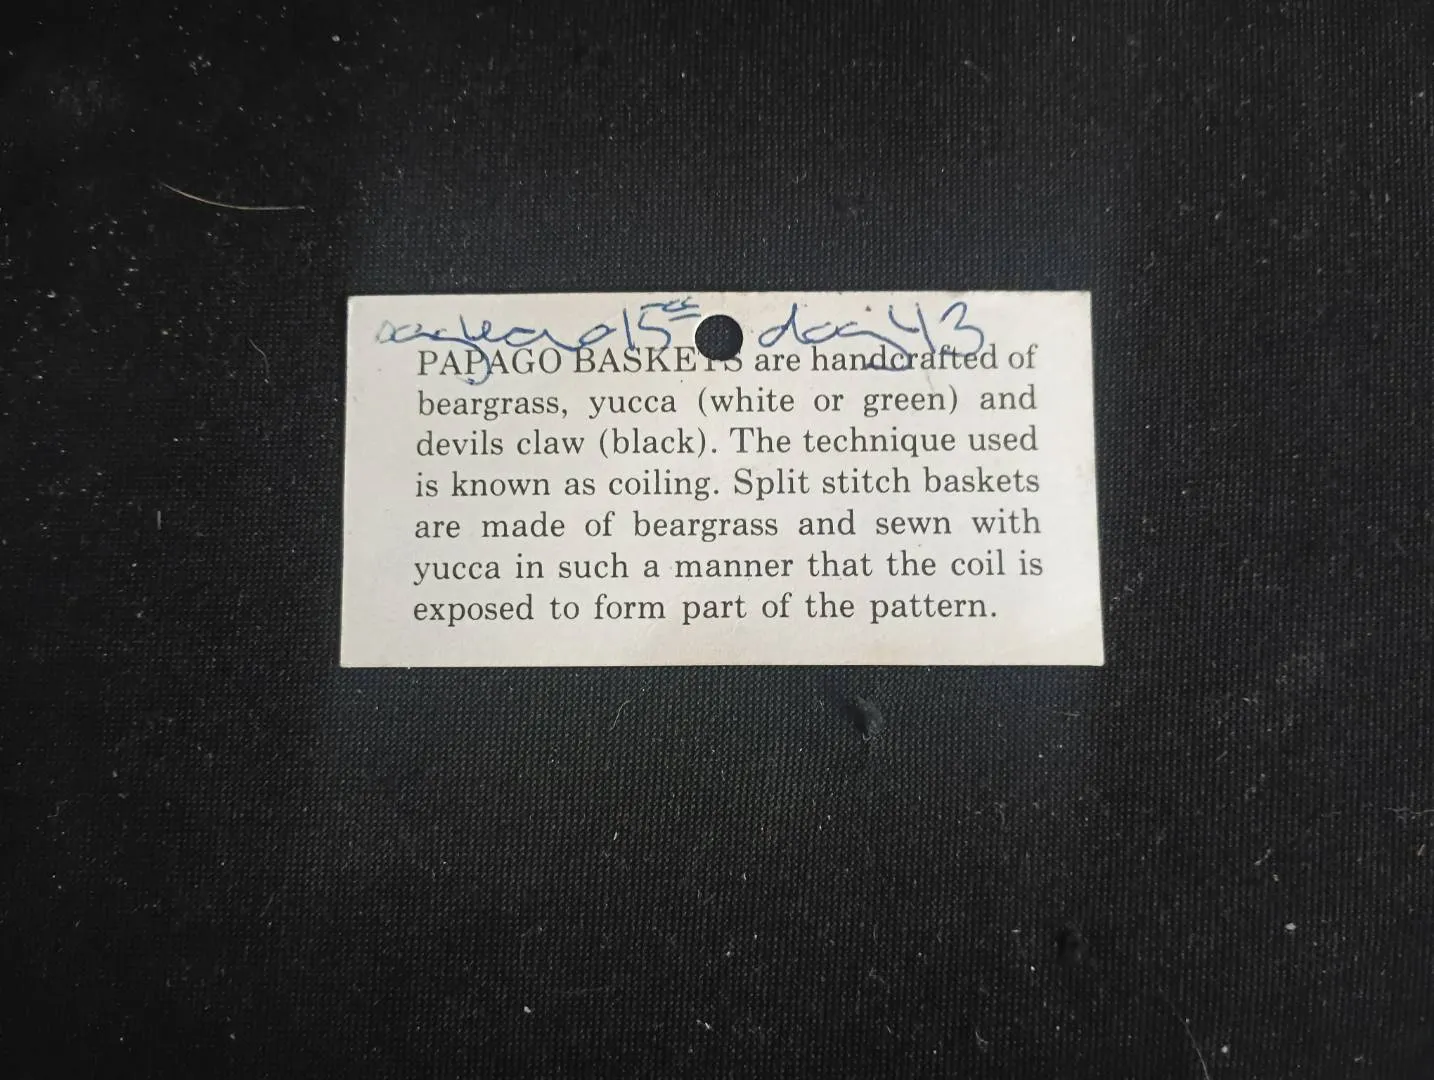 PAPAGO BASKETS are handcrafted of
beargrass, yucca (white or green) and
devils claw (black). The technique used
is known as coiling. Split stitch baskets
are made of beargrass and sewn with
yucca in such a manner that the coil is
exposed to form part of the pattern.